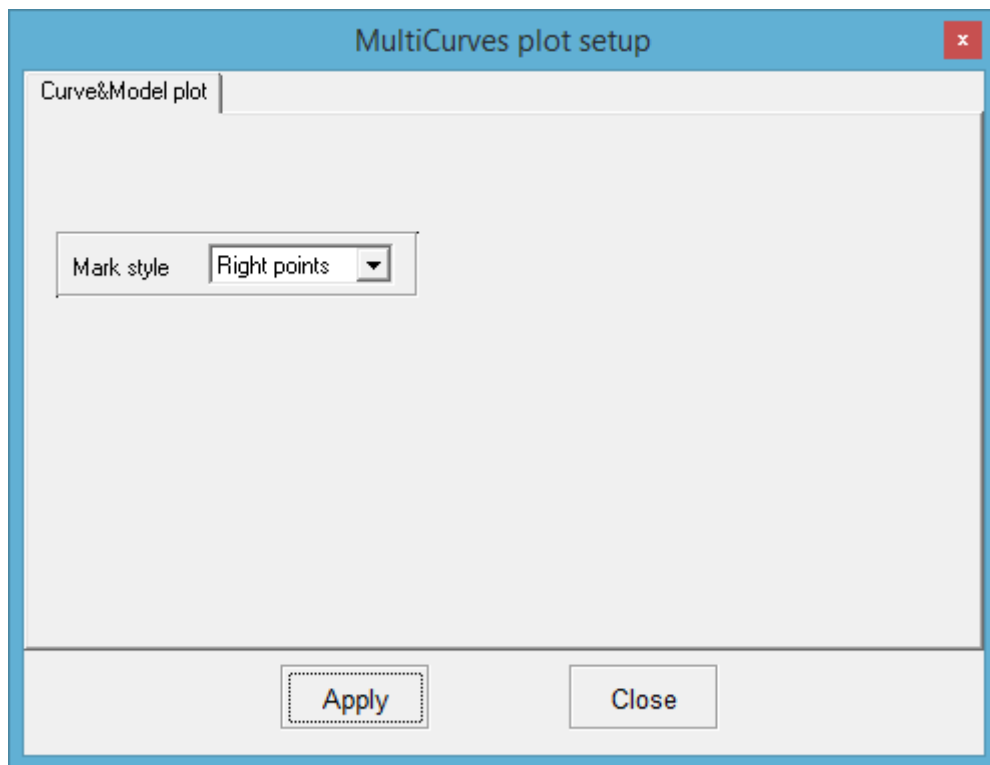 MultiCurves plot setup
x
Curve&Model plot
Mark style Right points
Apply Close